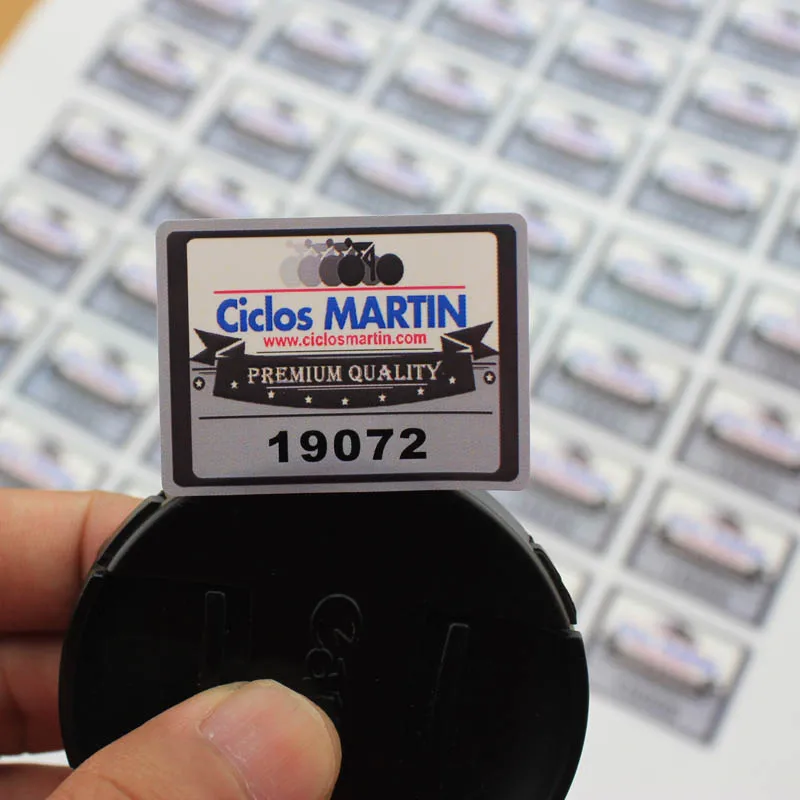 Ciclos MARTIN
www.ciclosmartin.com
PREMIUM QUALITY
19072